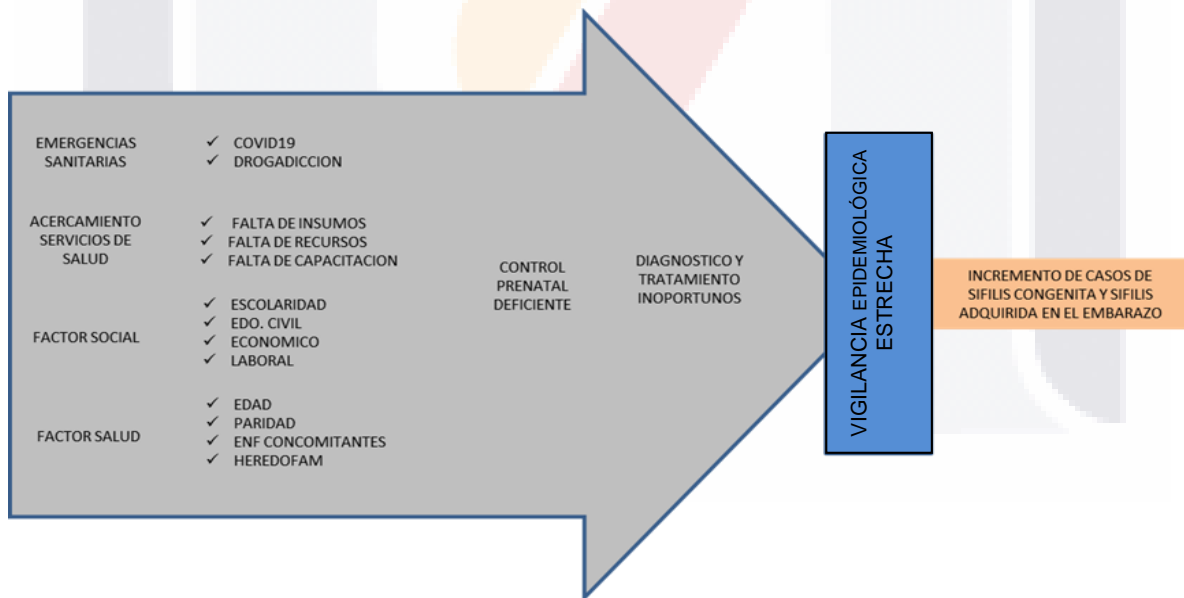 EMERGENCIAS
SANITARIAS
✓ COVID19
✓ DROGADICCION
ACERCAMIENTO
SERVICIOS DE
SALUD
✓ FALTA DE INSUMOS
✓ FALTA DE RECURSOS
✓ FALTA DE CAPACITACION
FACTOR SOCIAL
✓ ESCOLARIDAD
✓ EDO. CIVIL
✓ ECONOMICO
✓ LABORAL
FACTOR SALUD
✓ EDAD
✓ PARIDAD
✓ ENF CONCOMITANTES
✓ HEREDOFAM
CONTROL
PRENATAL
DEFICIENTE
DIAGNOSTICO Y
TRATAMIENTO
INOPORTUNOS
VIGILANCIA EPIDEMIOLÓGICA
ESTRECHA
INCREMENTO DE CASOS DE
SIFILIS CONGENITA Y SIFILIS
ADQUIRIDA EN EL EMBARAZO